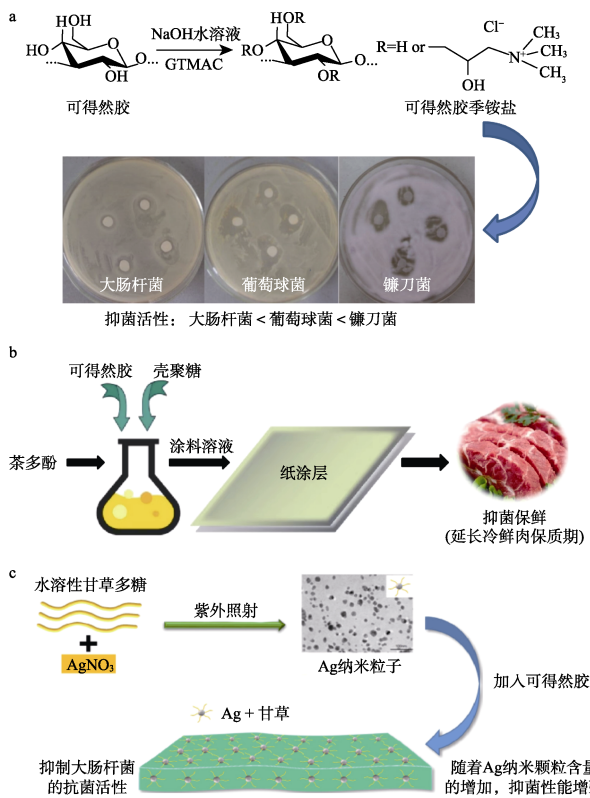 a
HOH
HO
O
OH
O···
可得然胶
NaOH水溶液
GTMAC
HOR
RO
O
OR
O···
R=H or
OH
Cl⁻
N⁺
CH₃
CH₃
CH₃
可得然胶季铵盐
大肠杆菌
葡萄球菌
镰刀菌
抑菌活性：大肠杆菌＜葡萄球菌＜镰刀菌
b
可得然胶
壳聚糖
茶多酚
涂料溶液
纸涂层
抑菌保鲜
(延长冷鲜肉保质期)
c
水溶性甘草多糖
AgNO₃
紫外照射
Ag纳米粒子
加入可得然胶
Ag + 甘草
抑制大肠杆菌
的抗菌活性
随着Ag纳米颗粒含量
的增加，抑菌性能增